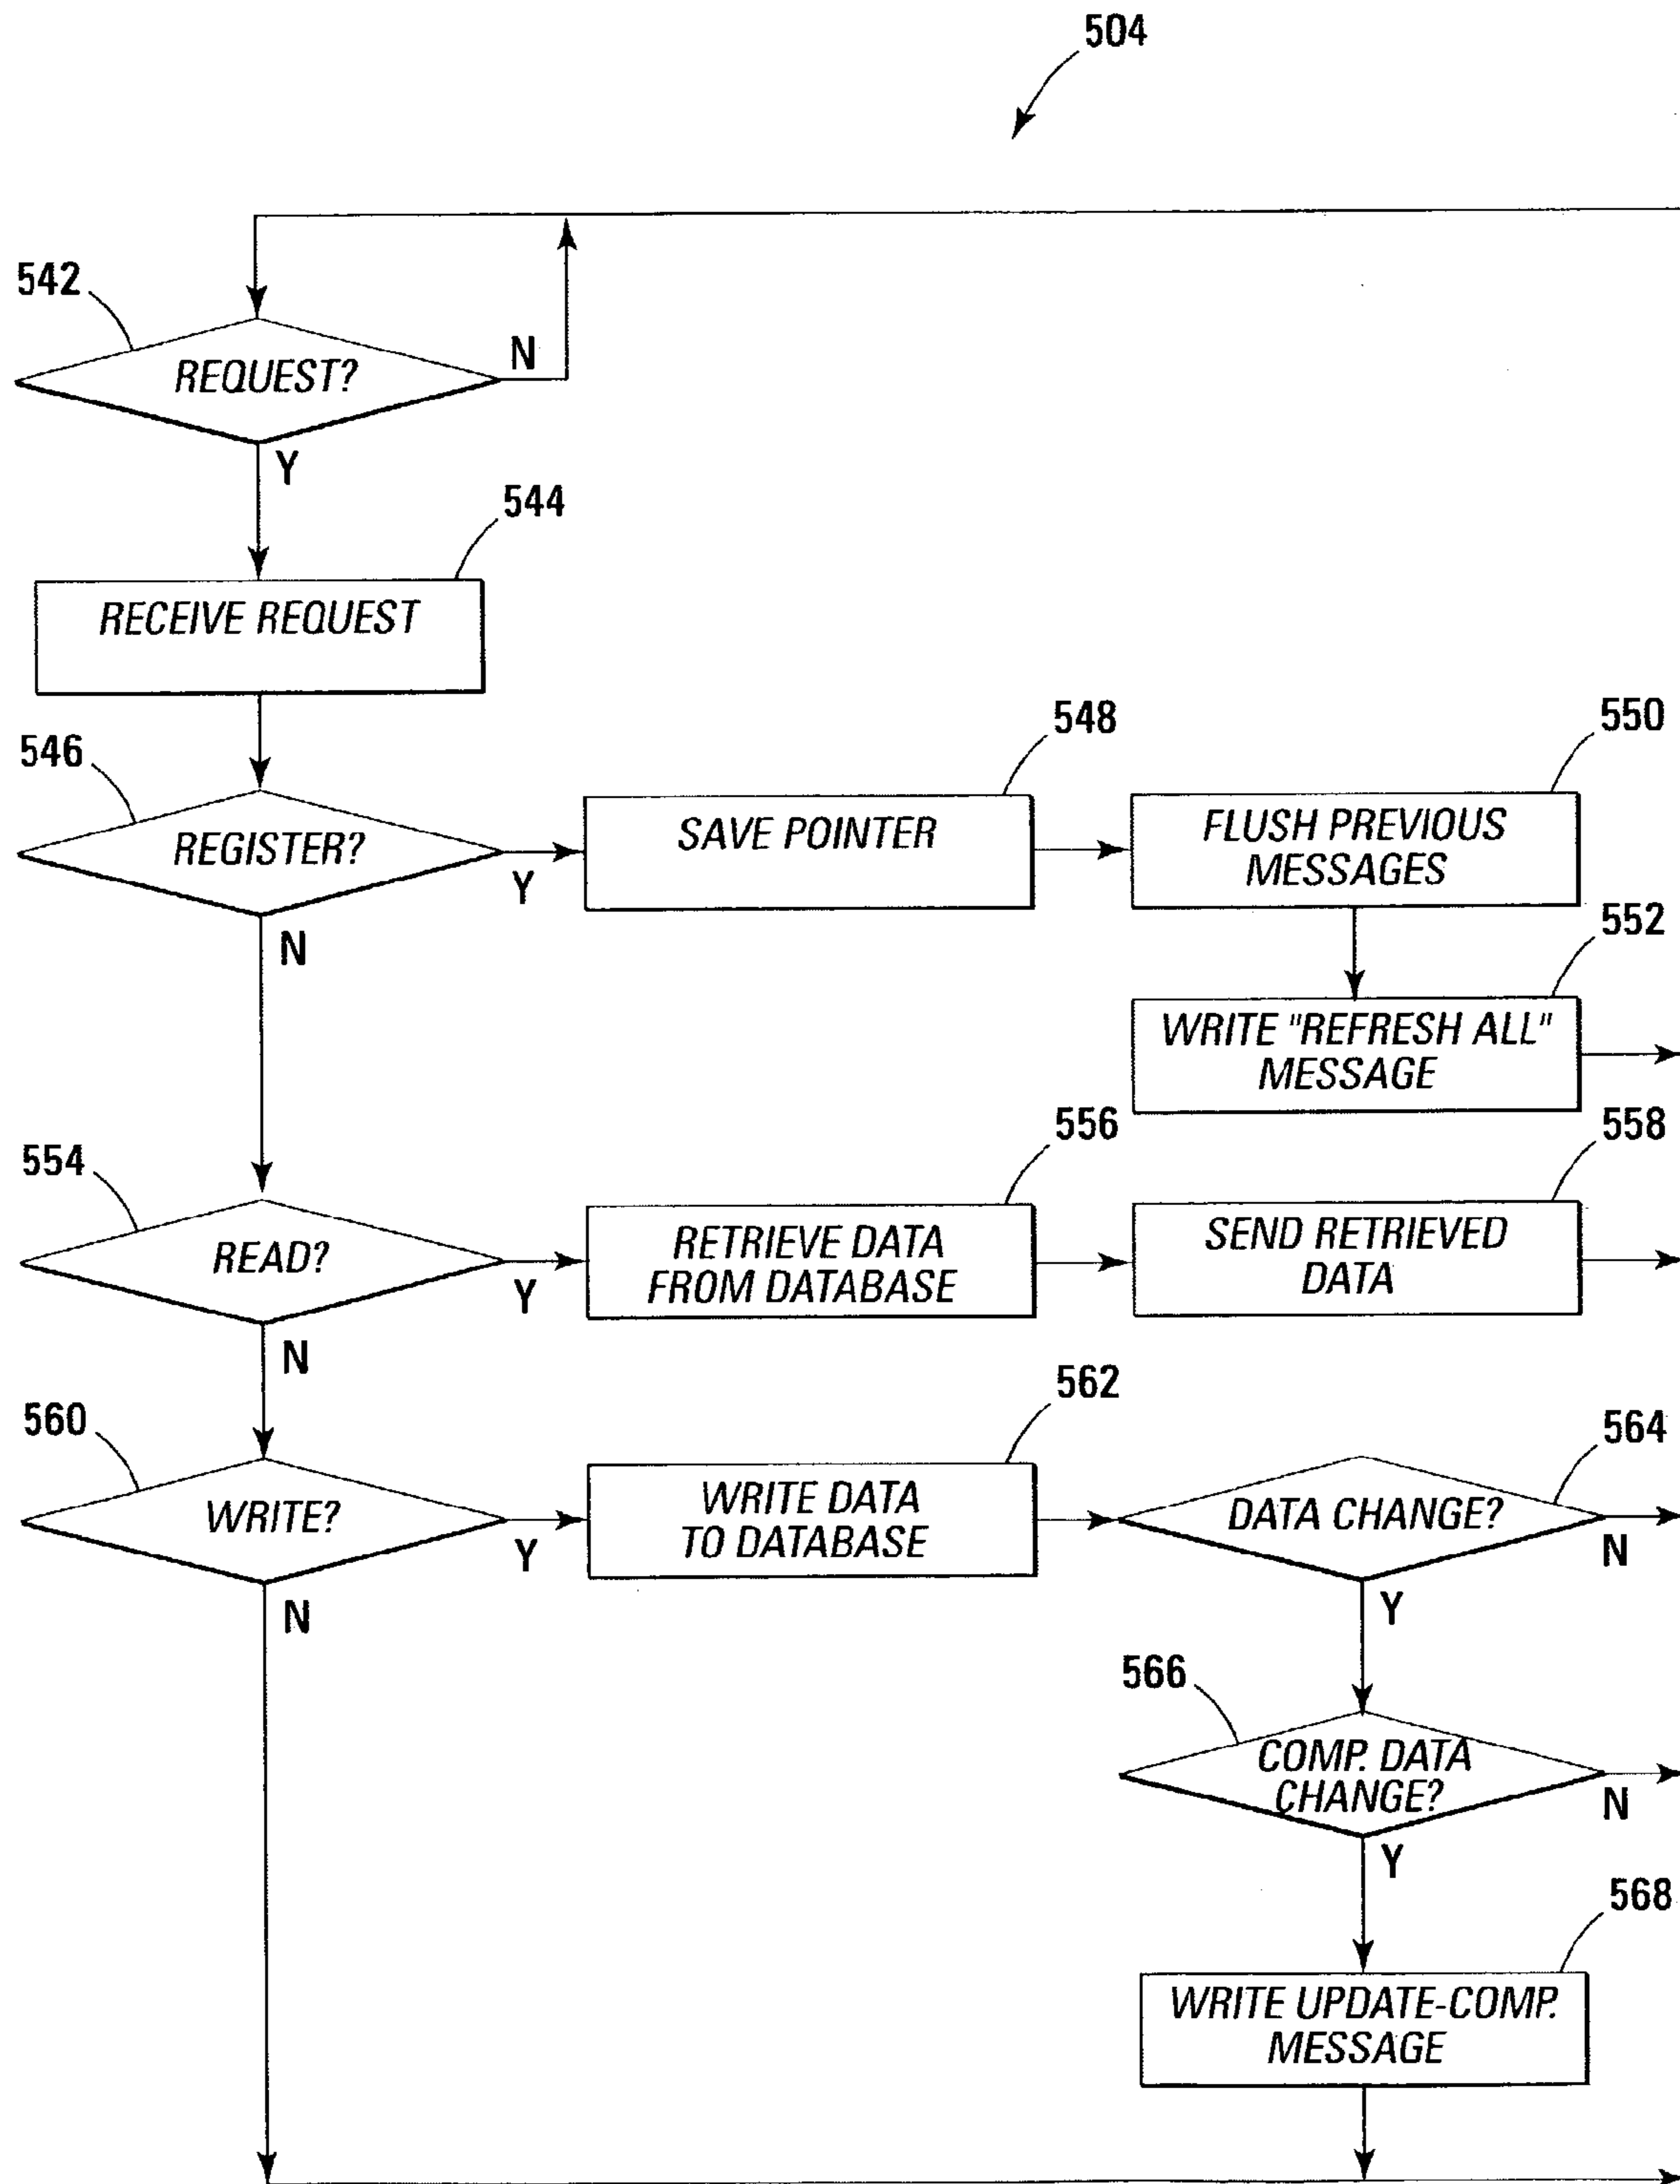 504
542
REQUEST?
N
Y
544
RECEIVE REQUEST
546
REGISTER?
Y
N
548
SAVE POINTER
550
FLUSH PREVIOUS
MESSAGES
552
WRITE "REFRESH ALL"
MESSAGE
554
READ?
Y
N
556
RETRIEVE DATA
FROM DATABASE
558
SEND RETRIEVED
DATA
560
WRITE?
Y
N
562
WRITE DATA
TO DATABASE
564
DATA CHANGE?
N
Y
566
COMP. DATA
CHANGE?
N
Y
568
WRITE UPDATE-COMP.
MESSAGE